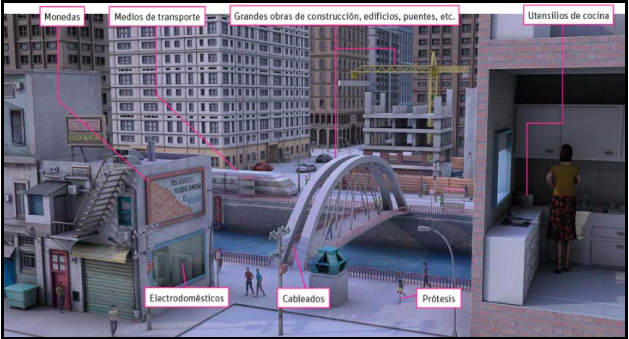 Monedas
Medios de transporte
Grandes obras de construcción, edificios, puentes, etc.
Utensilios de cocina
Electrodomésticos
Cableados
Prótesis